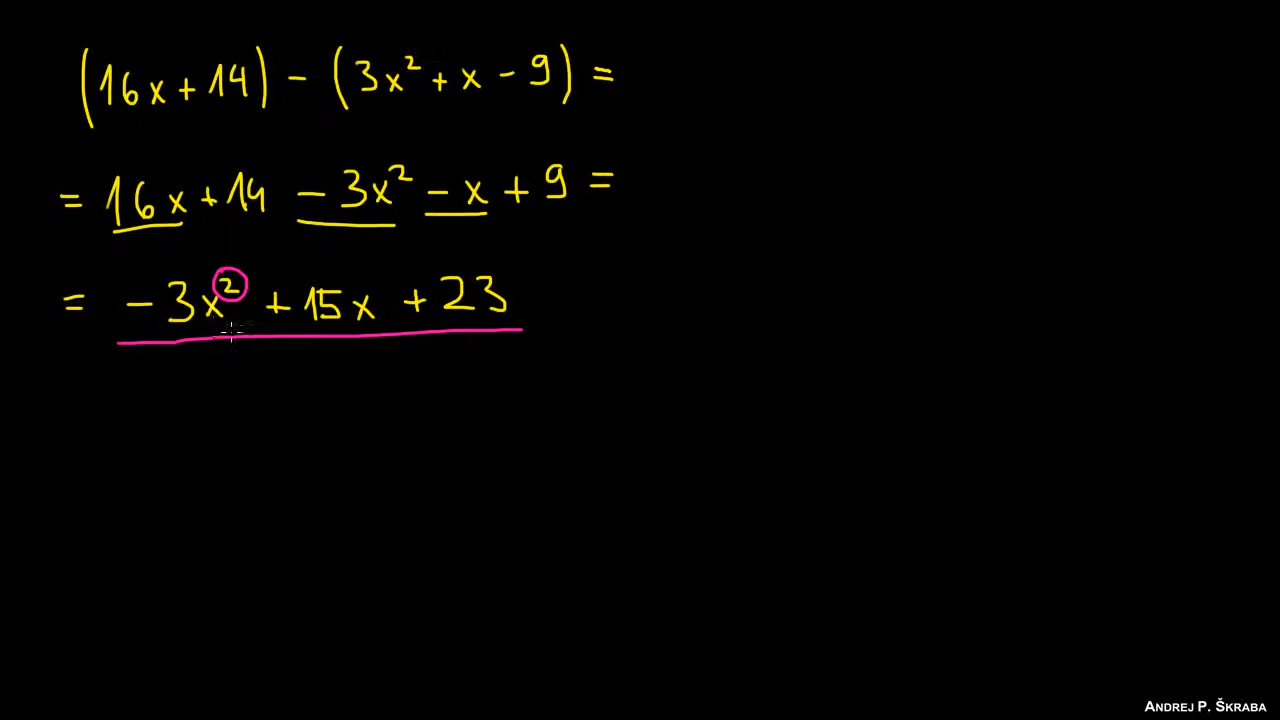 (16x + 14) - (3x² + x - 9) =
= 16x + 14 - 3x² - x + 9 =
= - 3x² + 15x + 23
ANDREJ P. ŠKRABA